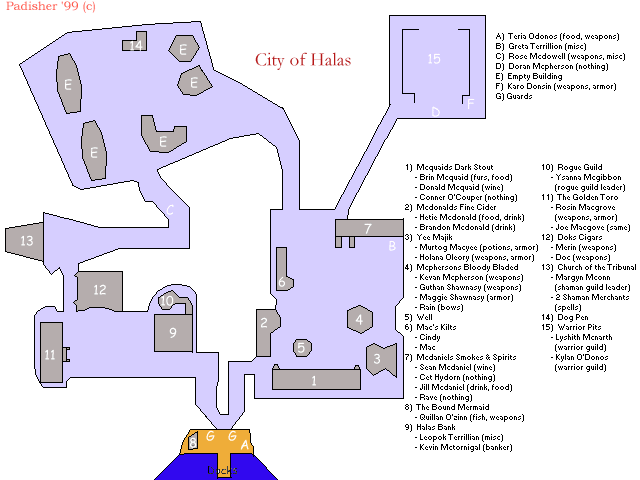 Padisher '99 (c)
City of Halas
A) Teria Odonos (food, weapons)
B) Greta Terrillion (misc)
C) Rose Mcdowell (weapons, misc)
D) Doran Mcpherson (nothing)
E) Empty Building
F) Karo Donsin (weapons, armor)
G) Guards
1) Mcquaids Dark Stout
- Brin Mcquaid (furs, food)
- Donald Mcquaid (wine)
- Conner O'Couper (nothing)
2) Mcdonalds Fine Cider
- Hetie Mcdonald (food, drink)
- Brandon Mcdonald (drink)
3) Yee Majik
- Murtog Macyee (potions, armor)
- Holana Oleory (weapons, armor)
4) Mcphersons Bloody Bladed
- Kevan Mcpherson (weapons)
- Guthan Shawnasy (weapons)
- Maggie Shawnasy (armor)
- Rain (bows)
5) Well
6) Mac's Kilts
- Cindy
- Mac
7) Mcdaniels Smokes & Spirits
- Sean Mcdaniel (wine)
- Cet Hydorn (nothing)
- Jill Mcdaniel (drink, food)
- Rave (nothing)
8) The Bound Mermaid
- Quillan O'zinn (fish, weapons)
9) Halas Bank
- Leopok Terrillian (misc)
- Kevin Mctornigal (banker)
10) Rogue Guild
- Ysanna Mcgibbon
(rogue guild leader)
11) The Golden Toro
- Rosin Macgrove
(weapons, armor)
- Joe Macgove (same)
12) Doks Cigars
- Merin (weapons)
- Doc (weapons)
13) Church of the Tribunal
- Margyn Mconn
(shaman guild leader)
- 2 Shaman Merchants
(spells)
14) Dog Pen
15) Warrior Pits
- Lyshith Mcnarth
(warrior guild)
- Kylan O'Donos
(warrior guild)
14
E
E
E
E
E
15
D
F
C
7
B
13
6
12
10
9
2
4
5
3
11
1
8
G
G
A
Docks